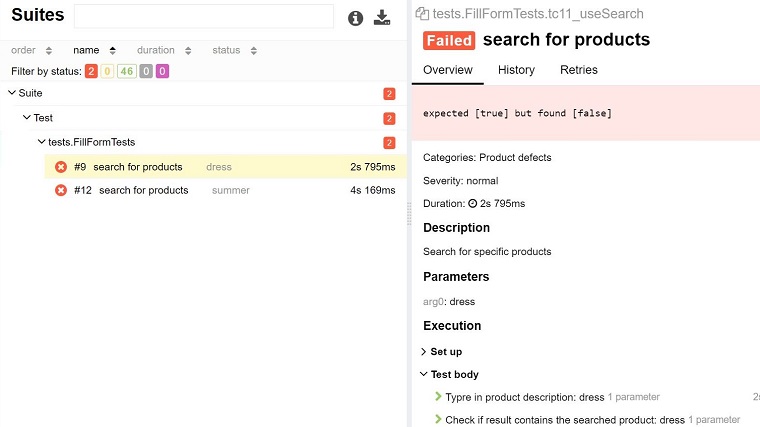 Suites
order name duration status
Filter by status: 2 0 46 0 0
Suite 2
Test 2
tests.FillFormTests 2
#9 search for products dress 2s 795ms
#12 search for products summer 4s 169ms
tests.FillFormTests.tc11_useSearch
Failed search for products
Overview History Retries
expected [true] but found [false]
Categories: Product defects
Severity: normal
Duration: 2s 795ms
Description
Search for specific products
Parameters
arg0: dress
Execution
Set up
Test body
Typre in product description: dress 1 parameter 2s
Check if result contains the searched product: dress 1 parameter